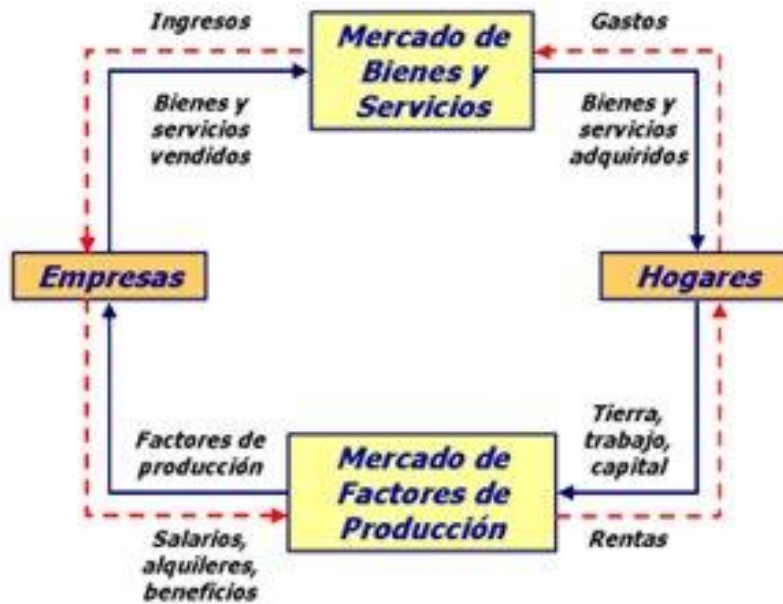 Ingresos
Mercado de
Bienes y
Servicios
Gastos
Bienes y
servicios
vendidos
Bienes y
servicios
adquiridos
Empresas
Hogares
Factores de
producción
Mercado de
Factores de
Producción
Tierra,
trabajo,
capital
Salarios,
alquileres,
beneficios
Rentas